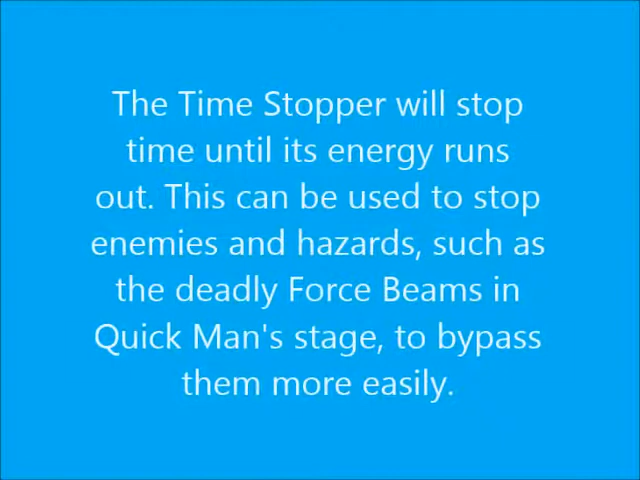 The Time Stopper will stop
time until its energy runs
out. This can be used to stop
enemies and hazards, such as
the deadly Force Beams in
Quick Man's stage, to bypass
them more easily.